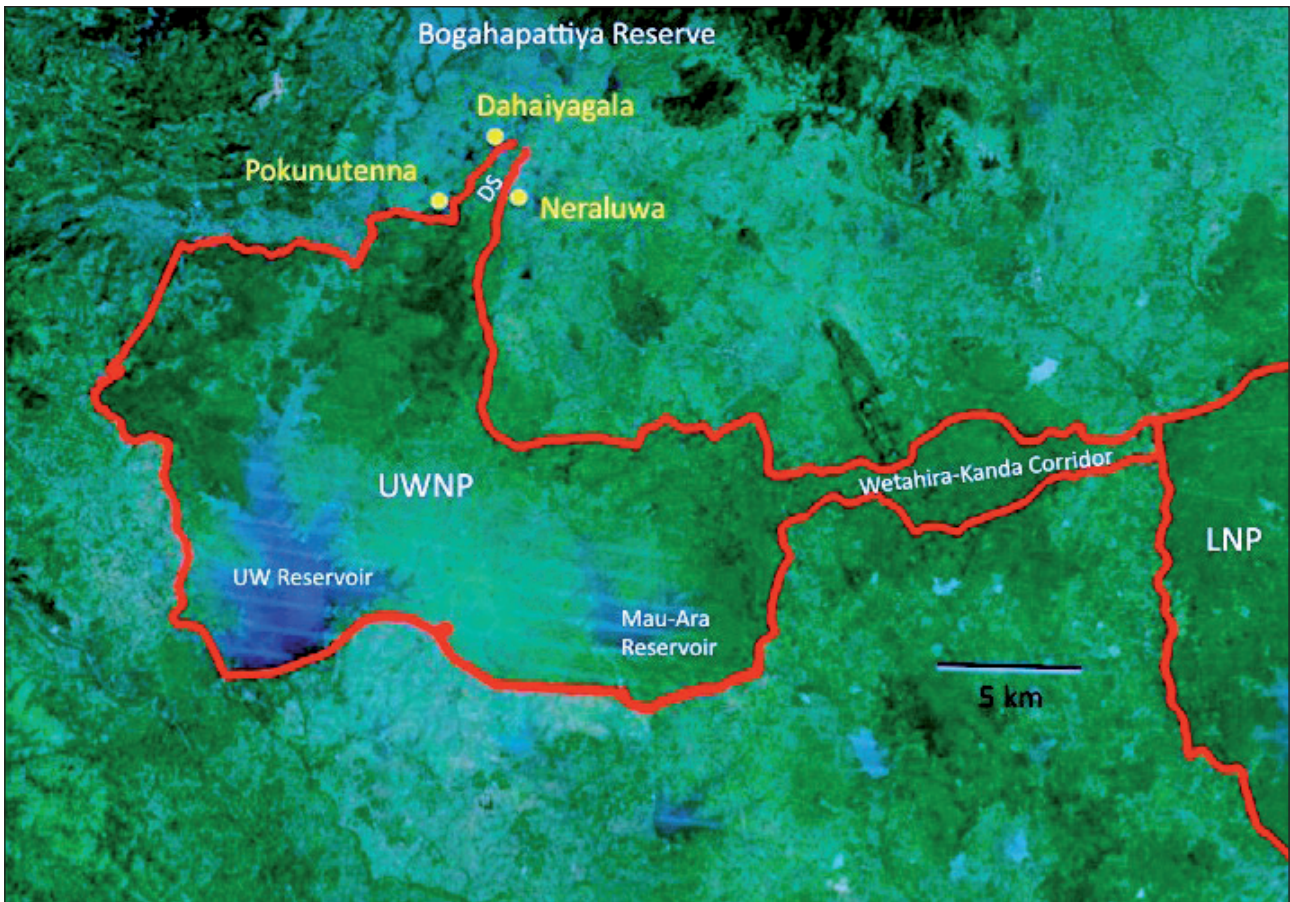 Bogahapattiya Reserve
Dahaiyagala
Pokunutenna
DS
Neraluwa
Wetahira-Kanda Corridor
UWNP
LNP
UW Reservoir
Mau-Ara
Reservoir
5 km